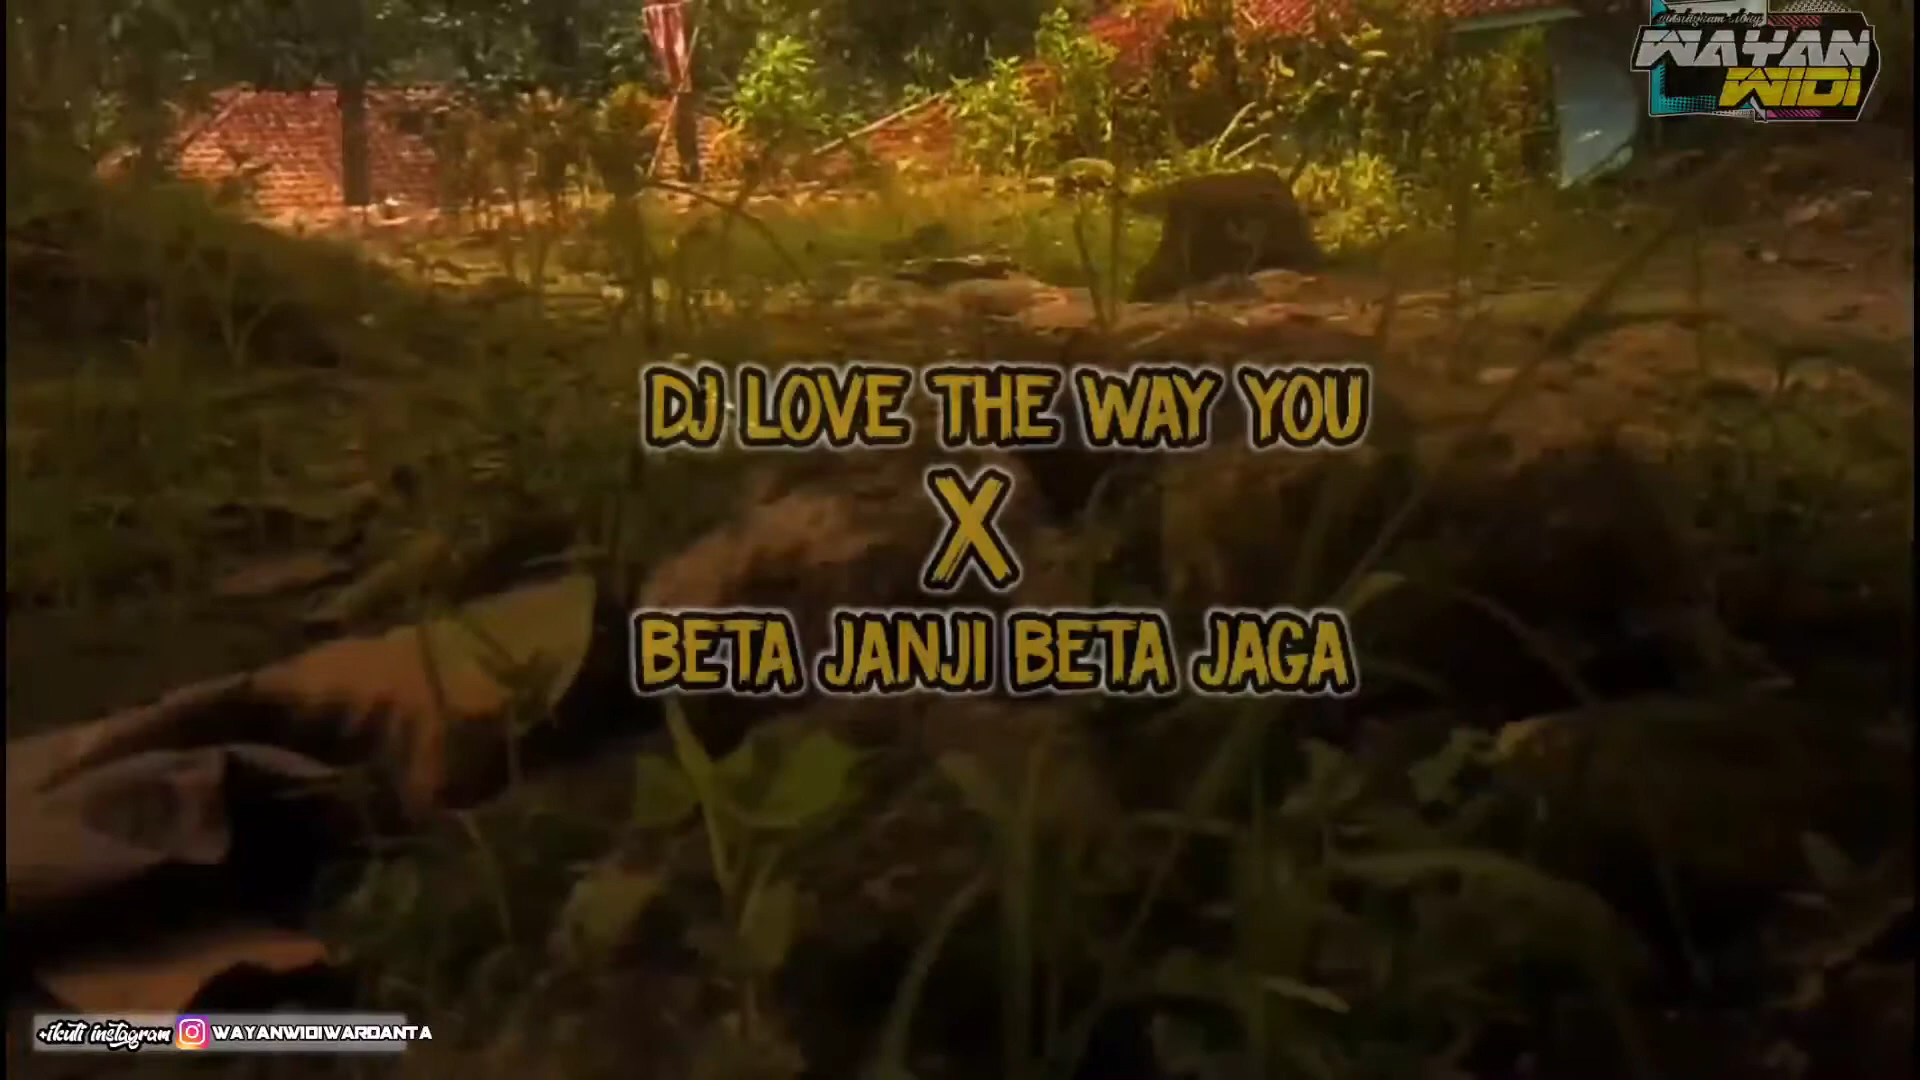 WAYAN
WIDI
DJ LOVE THE WAY YOU
X
BETA JANJI BETA JAGA
+ikuti instagram WAYANWIDIWARDANTA